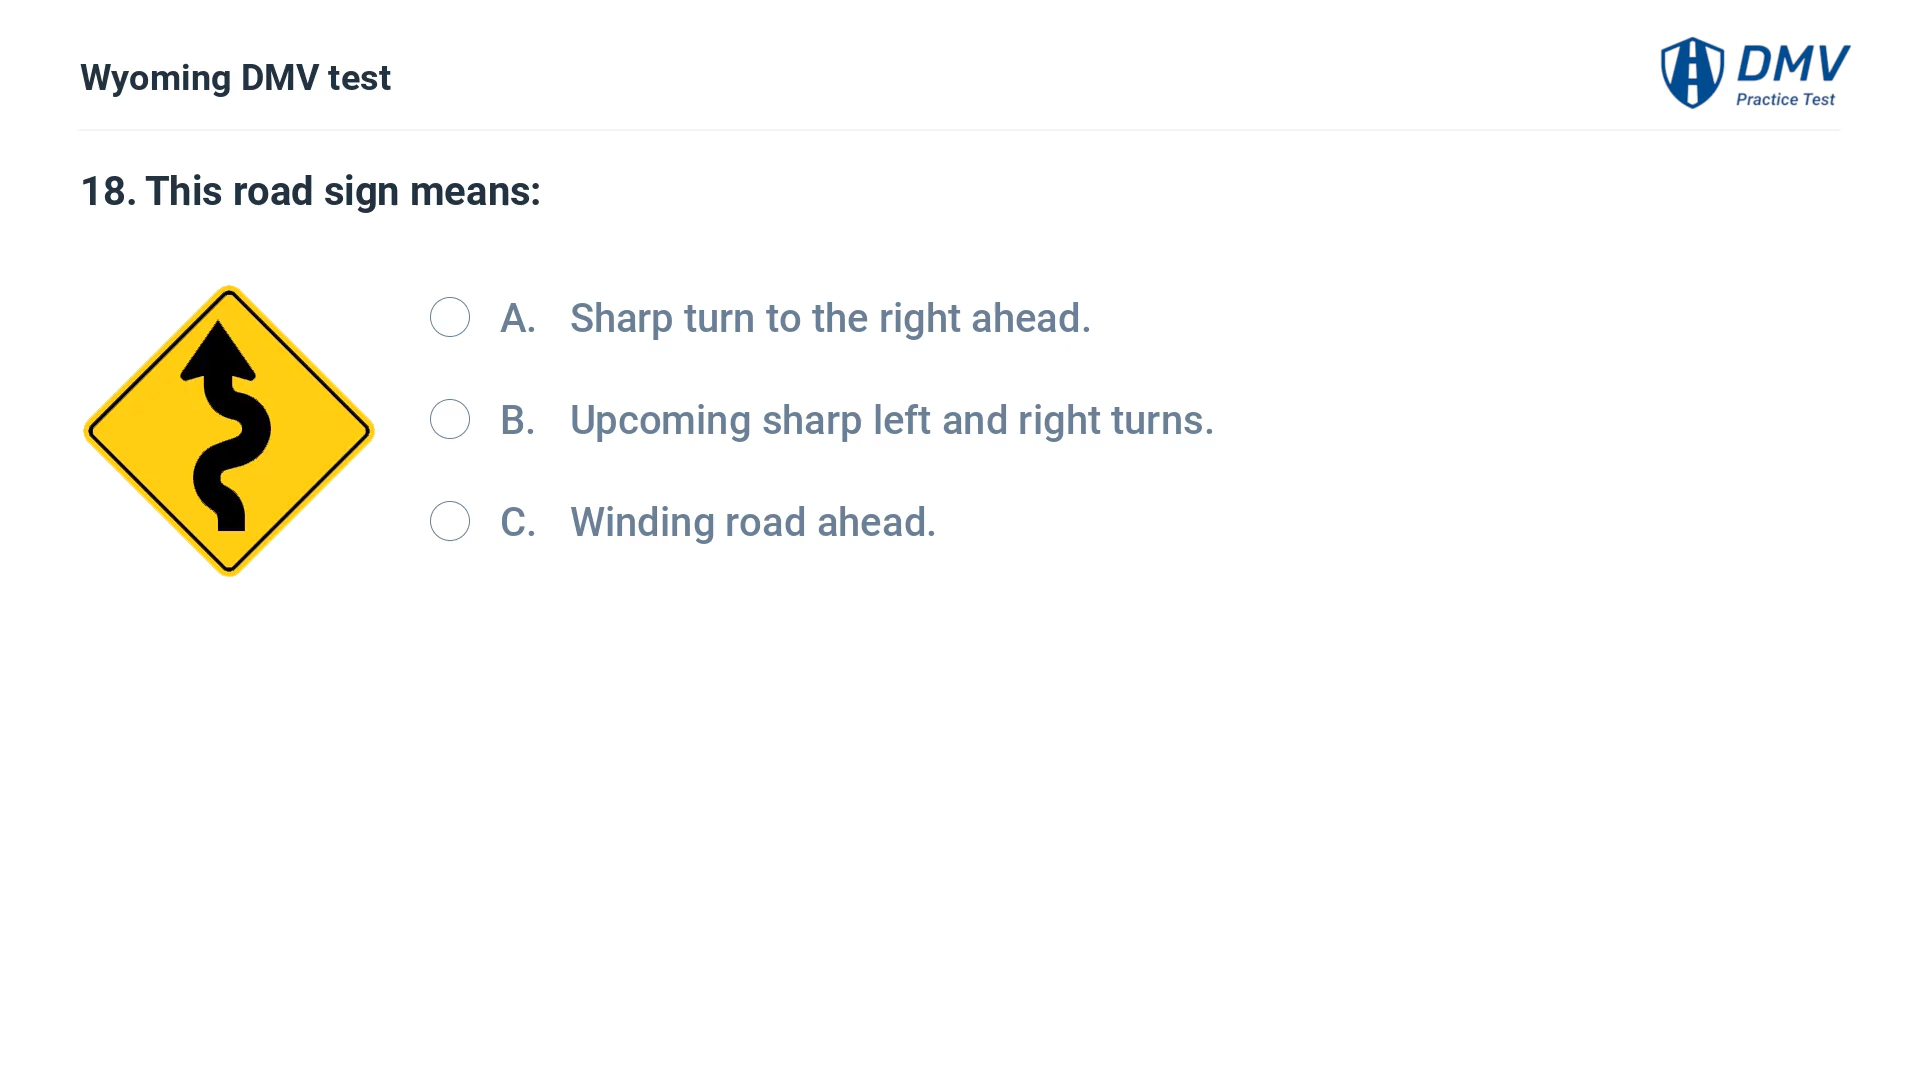 Wyoming DMV test
DMV
Practice Test
18. This road sign means:
A. Sharp turn to the right ahead.
B. Upcoming sharp left and right turns.
C. Winding road ahead.